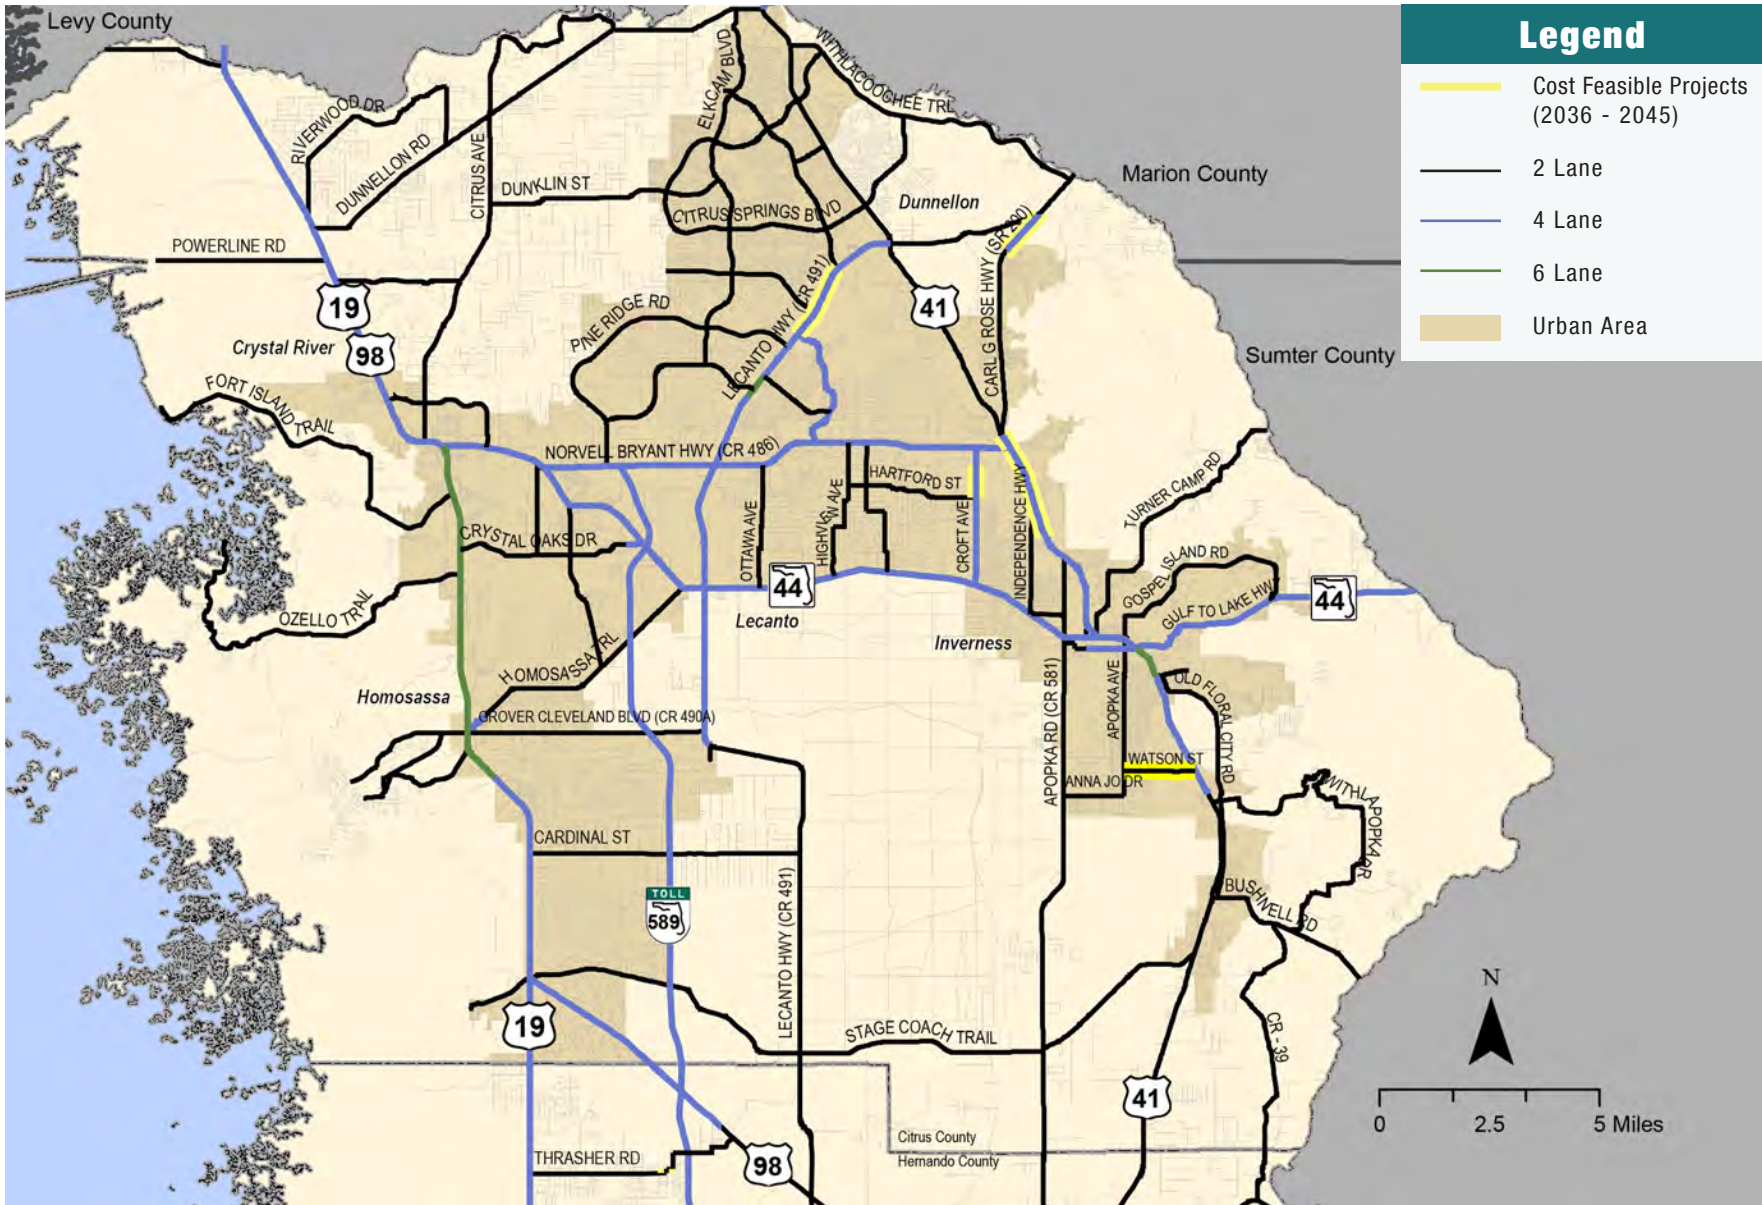 Levy County
Legend
Cost Feasible Projects
(2036 - 2045)
2 Lane
4 Lane
6 Lane
Urban Area
WITHLACOOCHEE TRL
ELKCAM BLVD
RIVERWOOD DR
DUNNELLON RD
CITRUS AVE
DUNKLIN ST
CITRUS SPRINGS BLVD
Dunnellon
Marion County
POWERLINE RD
CARL G ROSE HWY (SR 200)
LECANTO HWY (CR 491)
19
41
PINE RIDGE RD
98
Crystal River
Sumter County
FORT ISLAND TRAIL
NORVELL BRYANT HWY (CR 486)
HARTFORD ST
TURNER CAMP RD
INDEPENDENCE HWY
CROFT AVE
OTTAWA AVE
CRYSTAL OAKS DR
GOSPEL ISLAND RD
44
44
GULF TO LAKE HWY
OZELLO TRAIL
Lecanto
Inverness
HOMOSASSA TRL
Homosassa
GROVER CLEVELAND BLVD (CR 490A)
APOPKA RD (CR 581)
APOPKA AVE
OLD FLORAL CITY RD
WATSON ST
ANNA JO DR
CARDINAL ST
BUSHNELL RD
TOLL
589
LECANTO HWY (CR 491)
N
19
STAGE COACH TRAIL
CR - 39
41
0
2.5
5 Miles
Citrus County
Hernando County
THRASHER RD
98